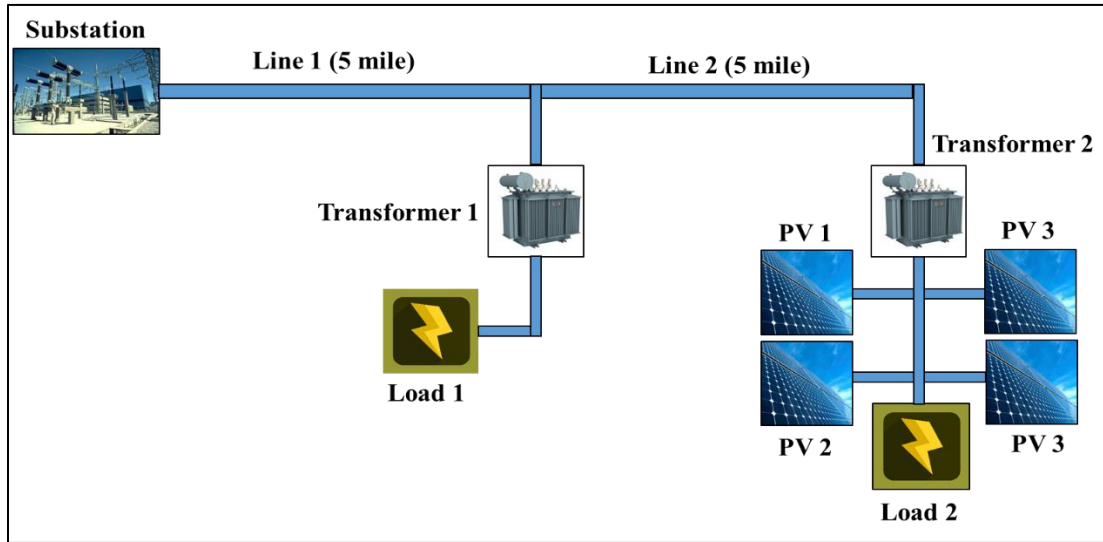 Substation
Line 1 (5 mile)
Line 2 (5 mile)
Transformer 2
Transformer 1
PV 1
PV 3
Load 1
PV 2
PV 3
Load 2